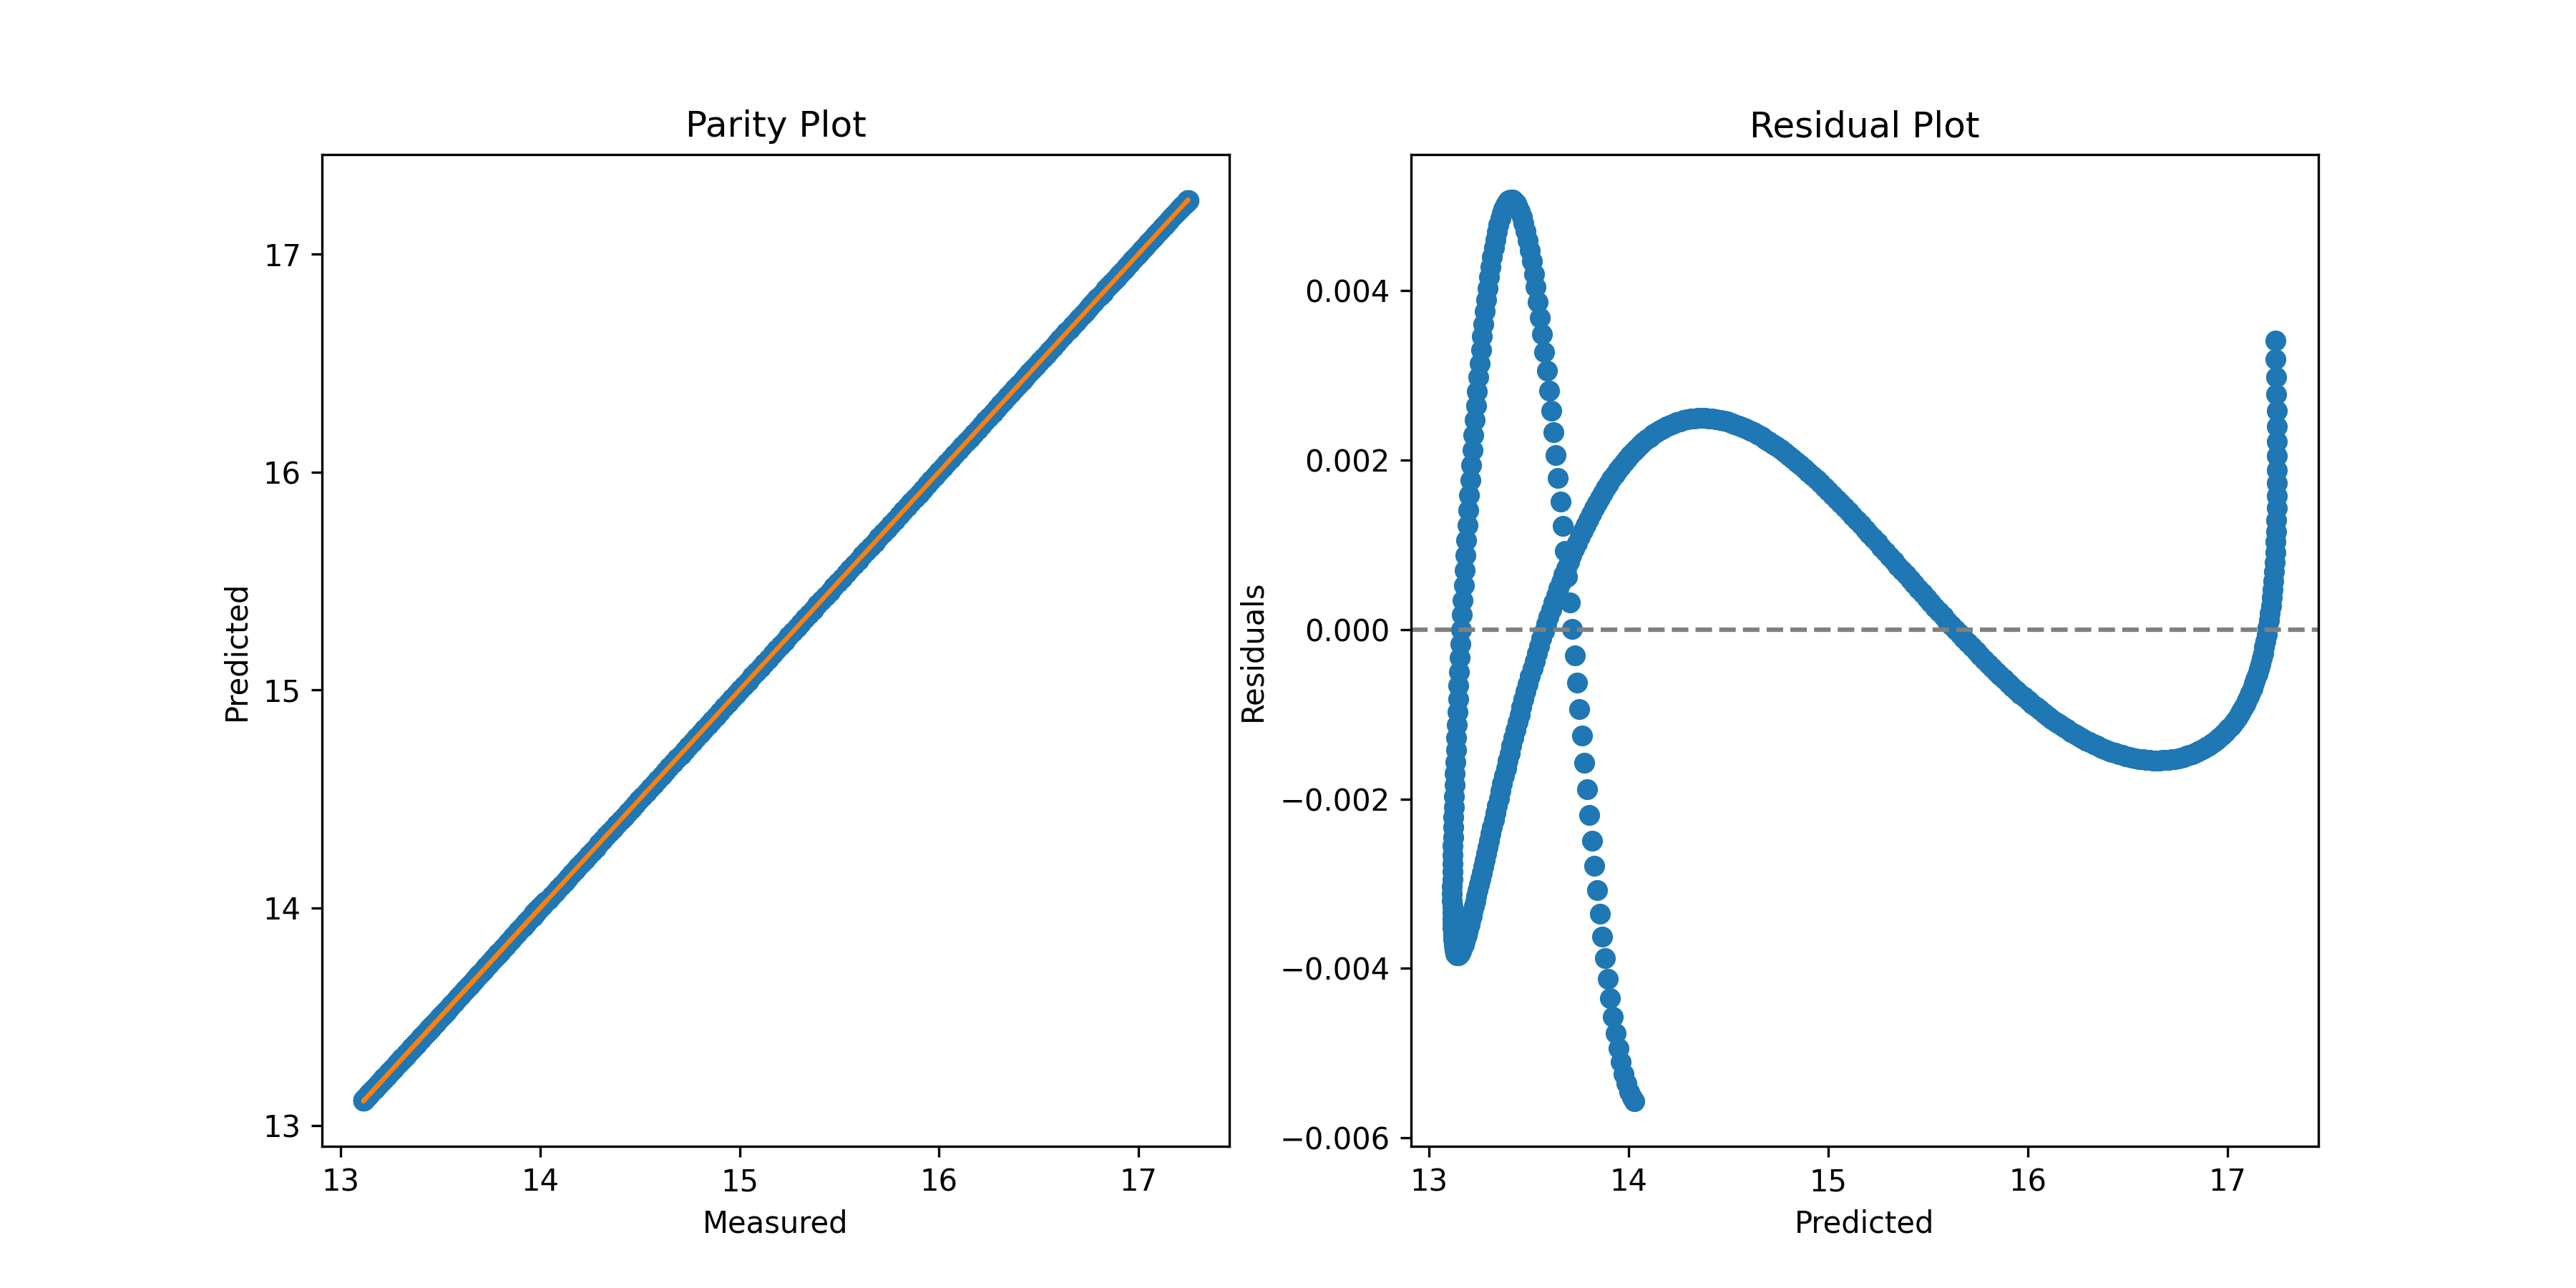 Parity Plot
17
16
15
14
13
Predicted
13 14 15 16 17
Measured
Residual Plot
0.004
0.002
0.000
−0.002
−0.004
−0.006
Residuals
13 14 15 16 17
Predicted